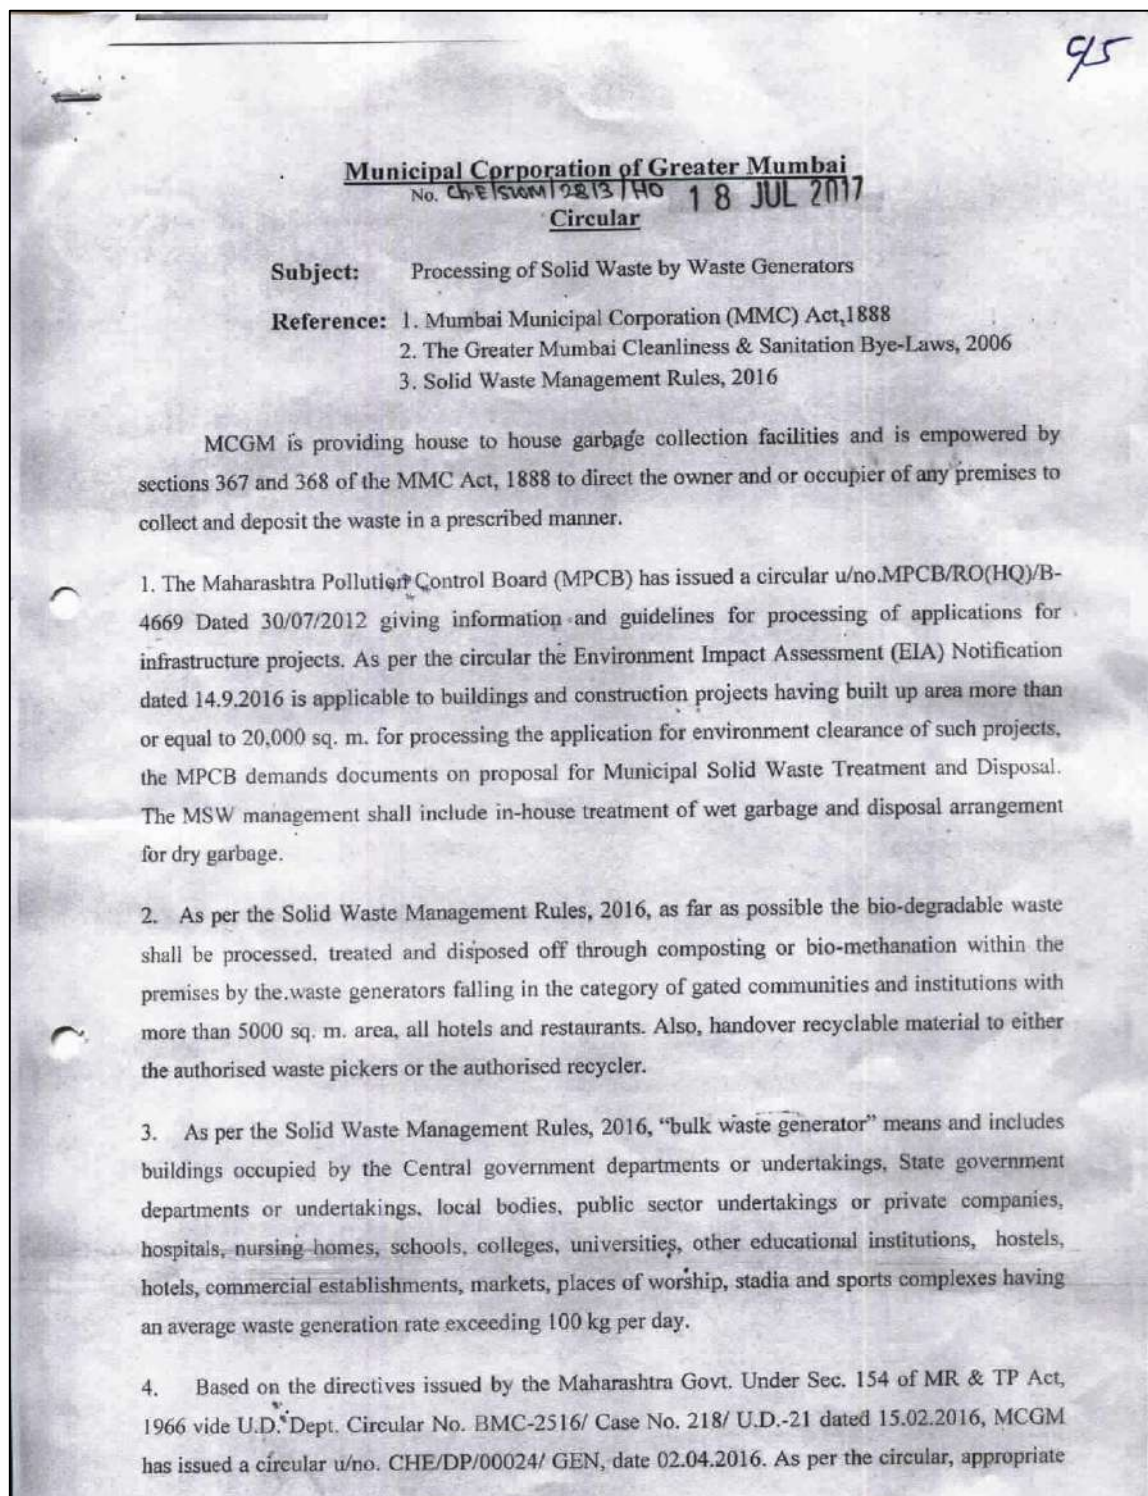 C/5
Municipal Corporation of Greater Mumbai
No. ChE/SWM/2813/HO 18 JUL 2017
Circular
Subject: Processing of Solid Waste by Waste Generators
Reference: 1. Mumbai Municipal Corporation (MMC) Act,1888
2. The Greater Mumbai Cleanliness & Sanitation Bye-Laws, 2006
3. Solid Waste Management Rules, 2016
MCGM is providing house to house garbage collection facilities and is empowered by
sections 367 and 368 of the MMC Act, 1888 to direct the owner and or occupier of any premises to
collect and deposit the waste in a prescribed manner.
1. The Maharashtra Pollution Control Board (MPCB) has issued a circular u/no.MPCB/RO(HQ)/B-
4669 Dated 30/07/2012 giving information and guidelines for processing of applications for
infrastructure projects. As per the circular the Environment Impact Assessment (EIA) Notification
dated 14.9.2016 is applicable to buildings and construction projects having built up area more than
or equal to 20,000 sq. m. for processing the application for environment clearance of such projects,
the MPCB demands documents on proposal for Municipal Solid Waste Treatment and Disposal.
The MSW management shall include in-house treatment of wet garbage and disposal arrangement
for dry garbage.
2. As per the Solid Waste Management Rules, 2016, as far as possible the bio-degradable waste
shall be processed, treated and disposed off through composting or bio-methanation within the
premises by the waste generators falling in the category of gated communities and institutions with
more than 5000 sq. m. area, all hotels and restaurants. Also, handover recyclable material to either
the authorised waste pickers or the authorised recycler.
3. As per the Solid Waste Management Rules, 2016, “bulk waste generator” means and includes
buildings occupied by the Central government departments or undertakings, State government
departments or undertakings, local bodies, public sector undertakings or private companies,
hospitals, nursing homes, schools, colleges, universities, other educational institutions, hostels,
hotels, commercial establishments, markets, places of worship, stadia and sports complexes having
an average waste generation rate exceeding 100 kg per day.
4. Based on the directives issued by the Maharashtra Govt. Under Sec. 154 of MR & TP Act,
1966 vide U.D. Dept. Circular No. BMC-2516/ Case No. 218/ U.D.-21 dated 15.02.2016, MCGM
has issued a circular u/no. CHE/DP/00024/ GEN, date 02.04.2016. As per the circular, appropriate